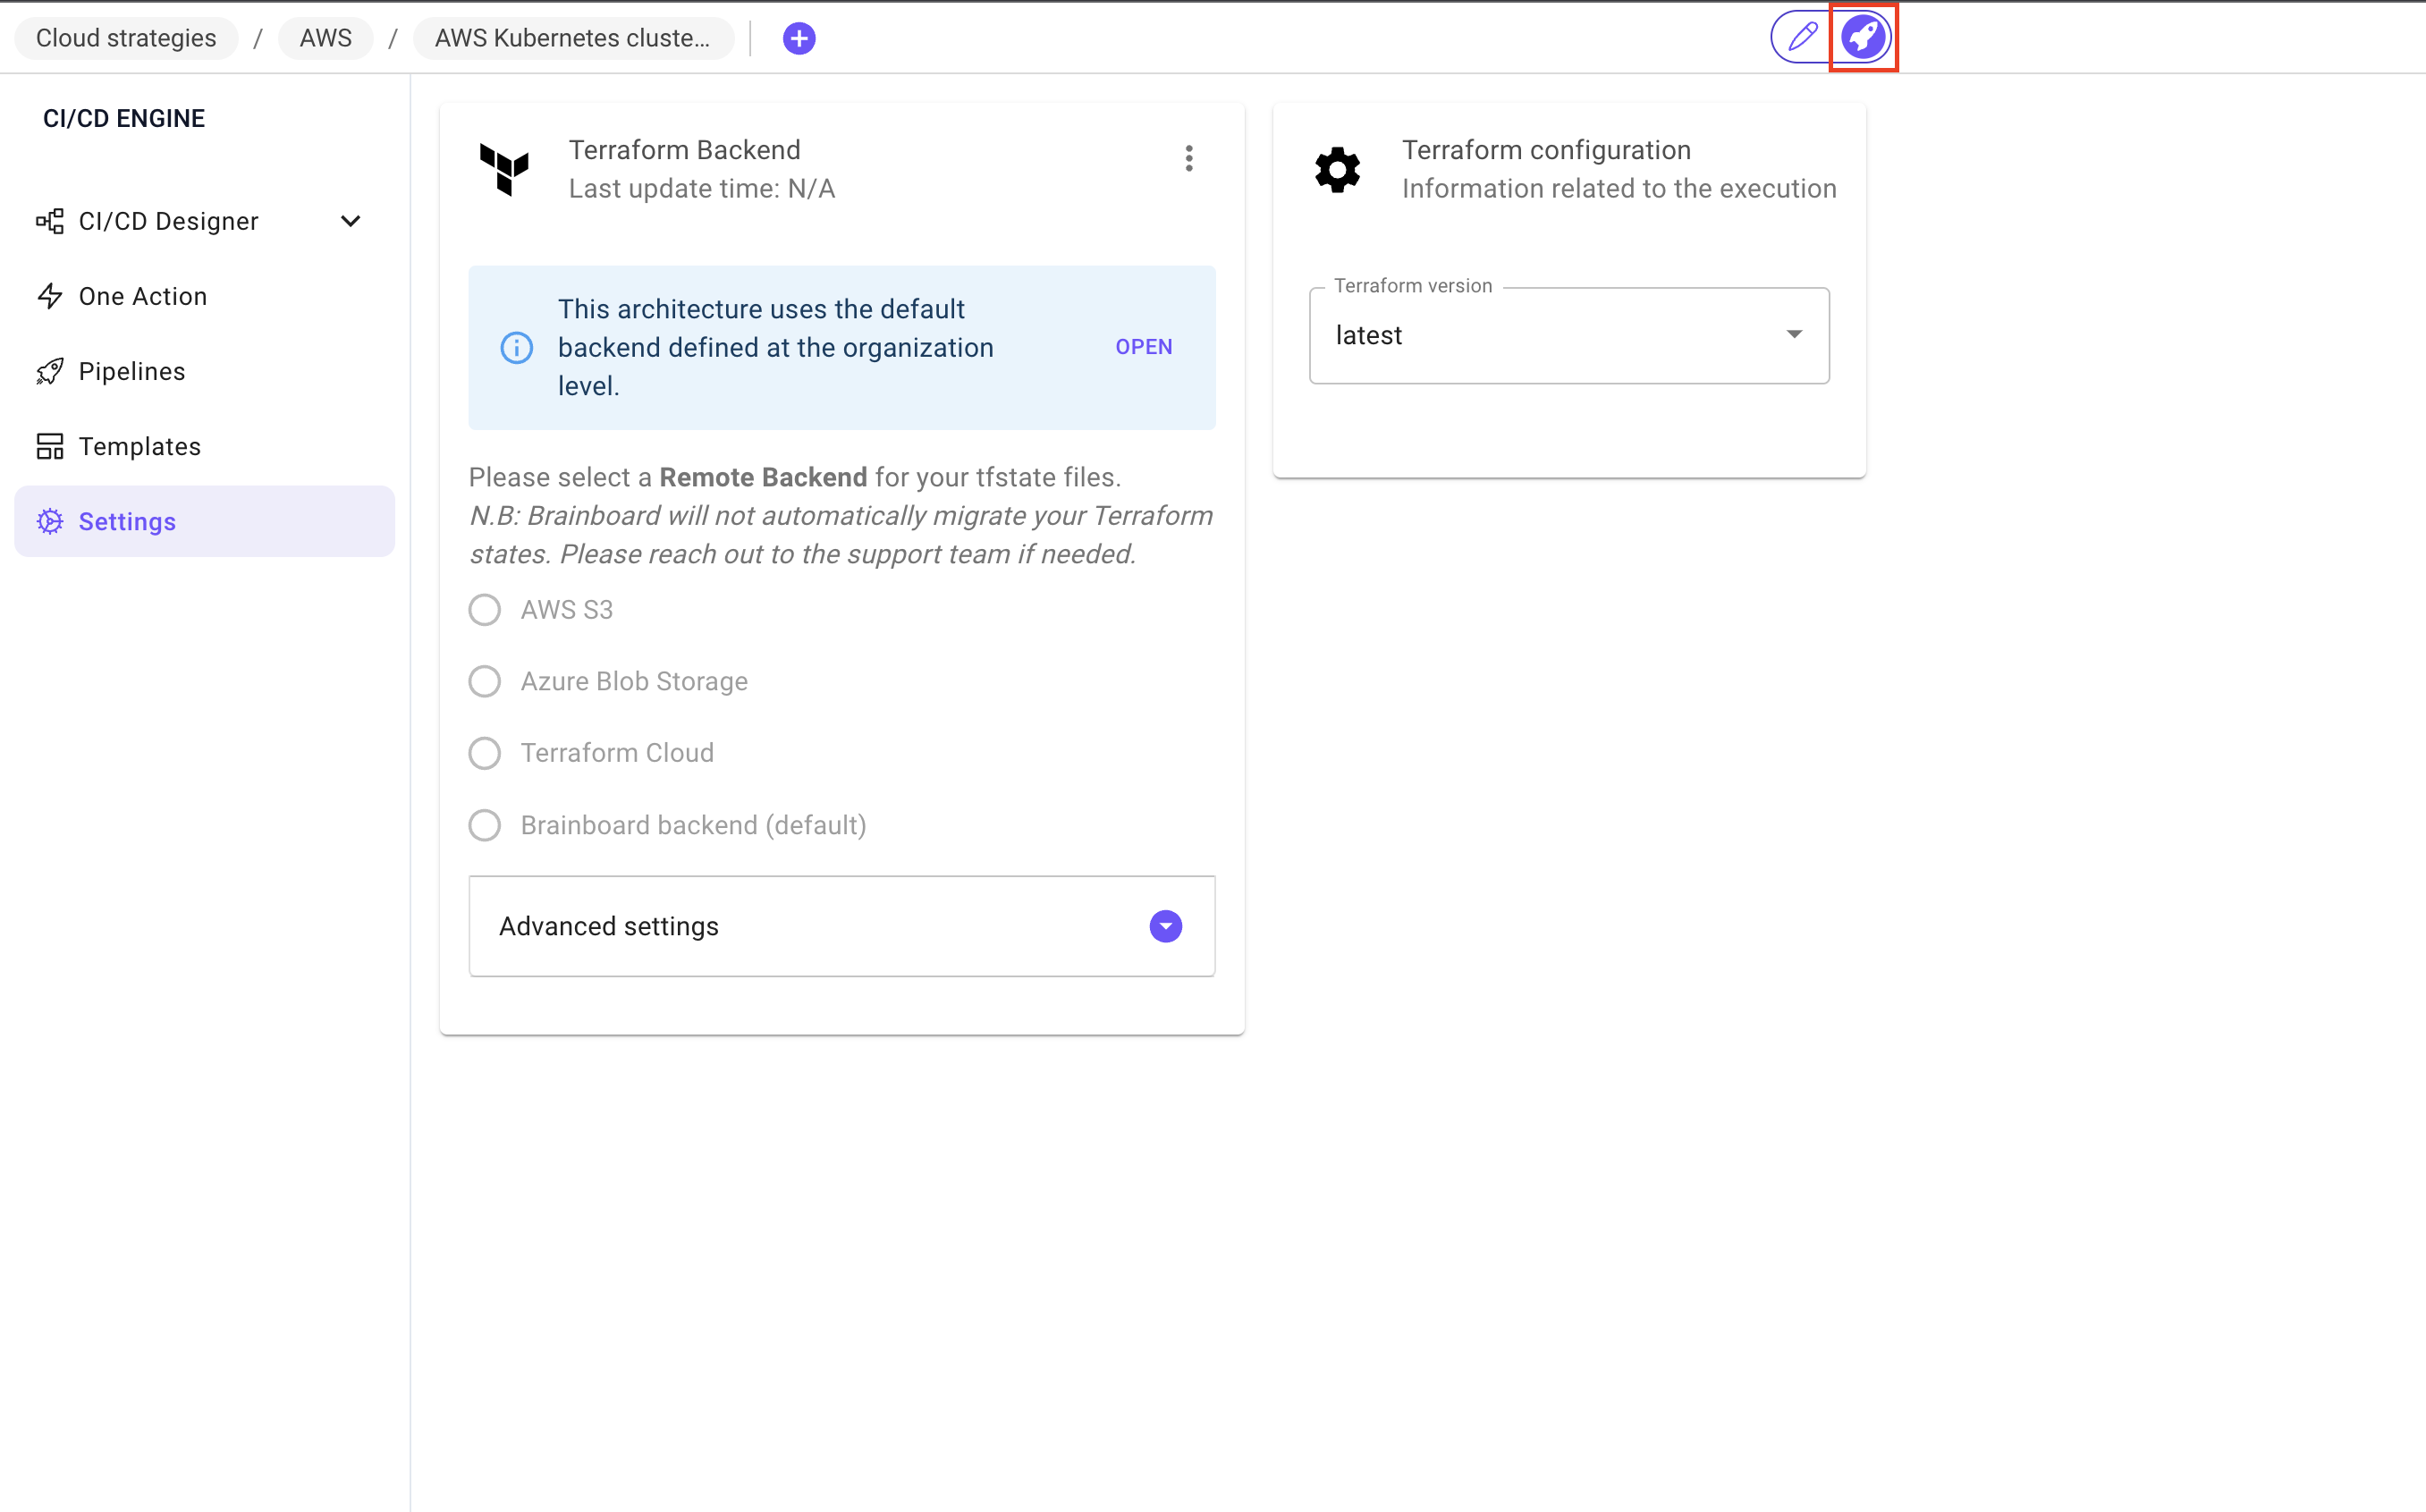 Cloud strategies / AWS / AWS Kubernetes cluste...
CI/CD ENGINE
CI/CD Designer
One Action
Pipelines
Templates
Settings
Terraform Backend
Last update time: N/A
This architecture uses the default
backend defined at the organization
level.
OPEN
Please select a Remote Backend for your tfstate files.
N.B: Brainboard will not automatically migrate your Terraform
states. Please reach out to the support team if needed.
AWS S3
Azure Blob Storage
Terraform Cloud
Brainboard backend (default)
Advanced settings
Terraform configuration
Information related to the execution
Terraform version
latest